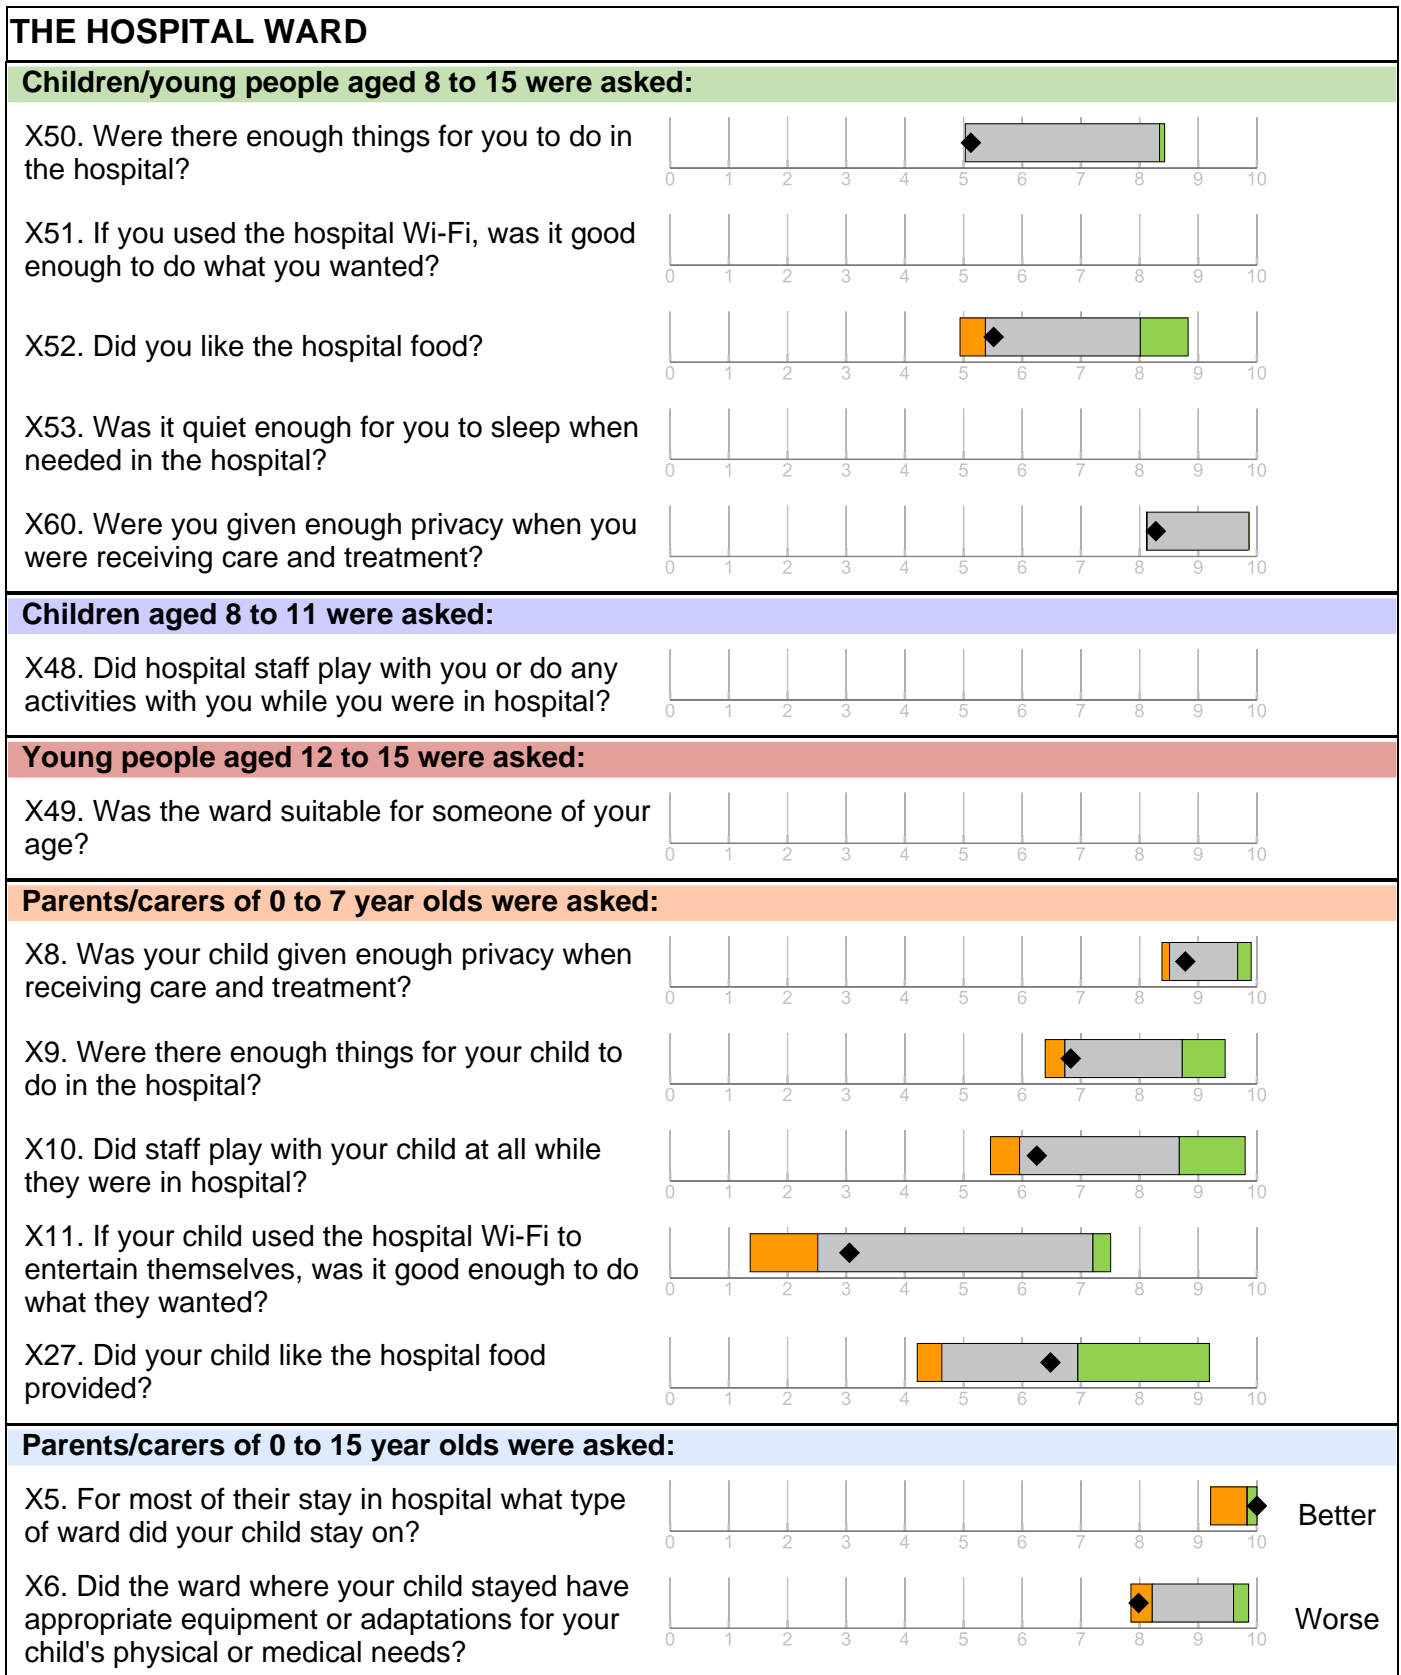 THE HOSPITAL WARD
Children/young people aged 8 to 15 were asked:
X50. Were there enough things for you to do in
the hospital?
0 1 2 3 4 5 6 7 8 9 10
X51. If you used the hospital Wi-Fi, was it good
enough to do what you wanted?
0 1 2 3 4 5 6 7 8 9 10
X52. Did you like the hospital food?
0 1 2 3 4 5 6 7 8 9 10
X53. Was it quiet enough for you to sleep when
needed in the hospital?
0 1 2 3 4 5 6 7 8 9 10
X60. Were you given enough privacy when you
were receiving care and treatment?
0 1 2 3 4 5 6 7 8 9 10
Children aged 8 to 11 were asked:
X48. Did hospital staff play with you or do any
activities with you while you were in hospital?
0 1 2 3 4 5 6 7 8 9 10
Young people aged 12 to 15 were asked:
X49. Was the ward suitable for someone of your
age?
0 1 2 3 4 5 6 7 8 9 10
Parents/carers of 0 to 7 year olds were asked:
X8. Was your child given enough privacy when
receiving care and treatment?
0 1 2 3 4 5 6 7 8 9 10
X9. Were there enough things for your child to
do in the hospital?
0 1 2 3 4 5 6 7 8 9 10
X10. Did staff play with your child at all while
they were in hospital?
0 1 2 3 4 5 6 7 8 9 10
X11. If your child used the hospital Wi-Fi to
entertain themselves, was it good enough to do
what they wanted?
0 1 2 3 4 5 6 7 8 9 10
X27. Did your child like the hospital food
provided?
0 1 2 3 4 5 6 7 8 9 10
Parents/carers of 0 to 15 year olds were asked:
X5. For most of their stay in hospital what type
of ward did your child stay on?
0 1 2 3 4 5 6 7 8 9 10
Better
X6. Did the ward where your child stayed have
appropriate equipment or adaptations for your
child's physical or medical needs?
0 1 2 3 4 5 6 7 8 9 10
Worse